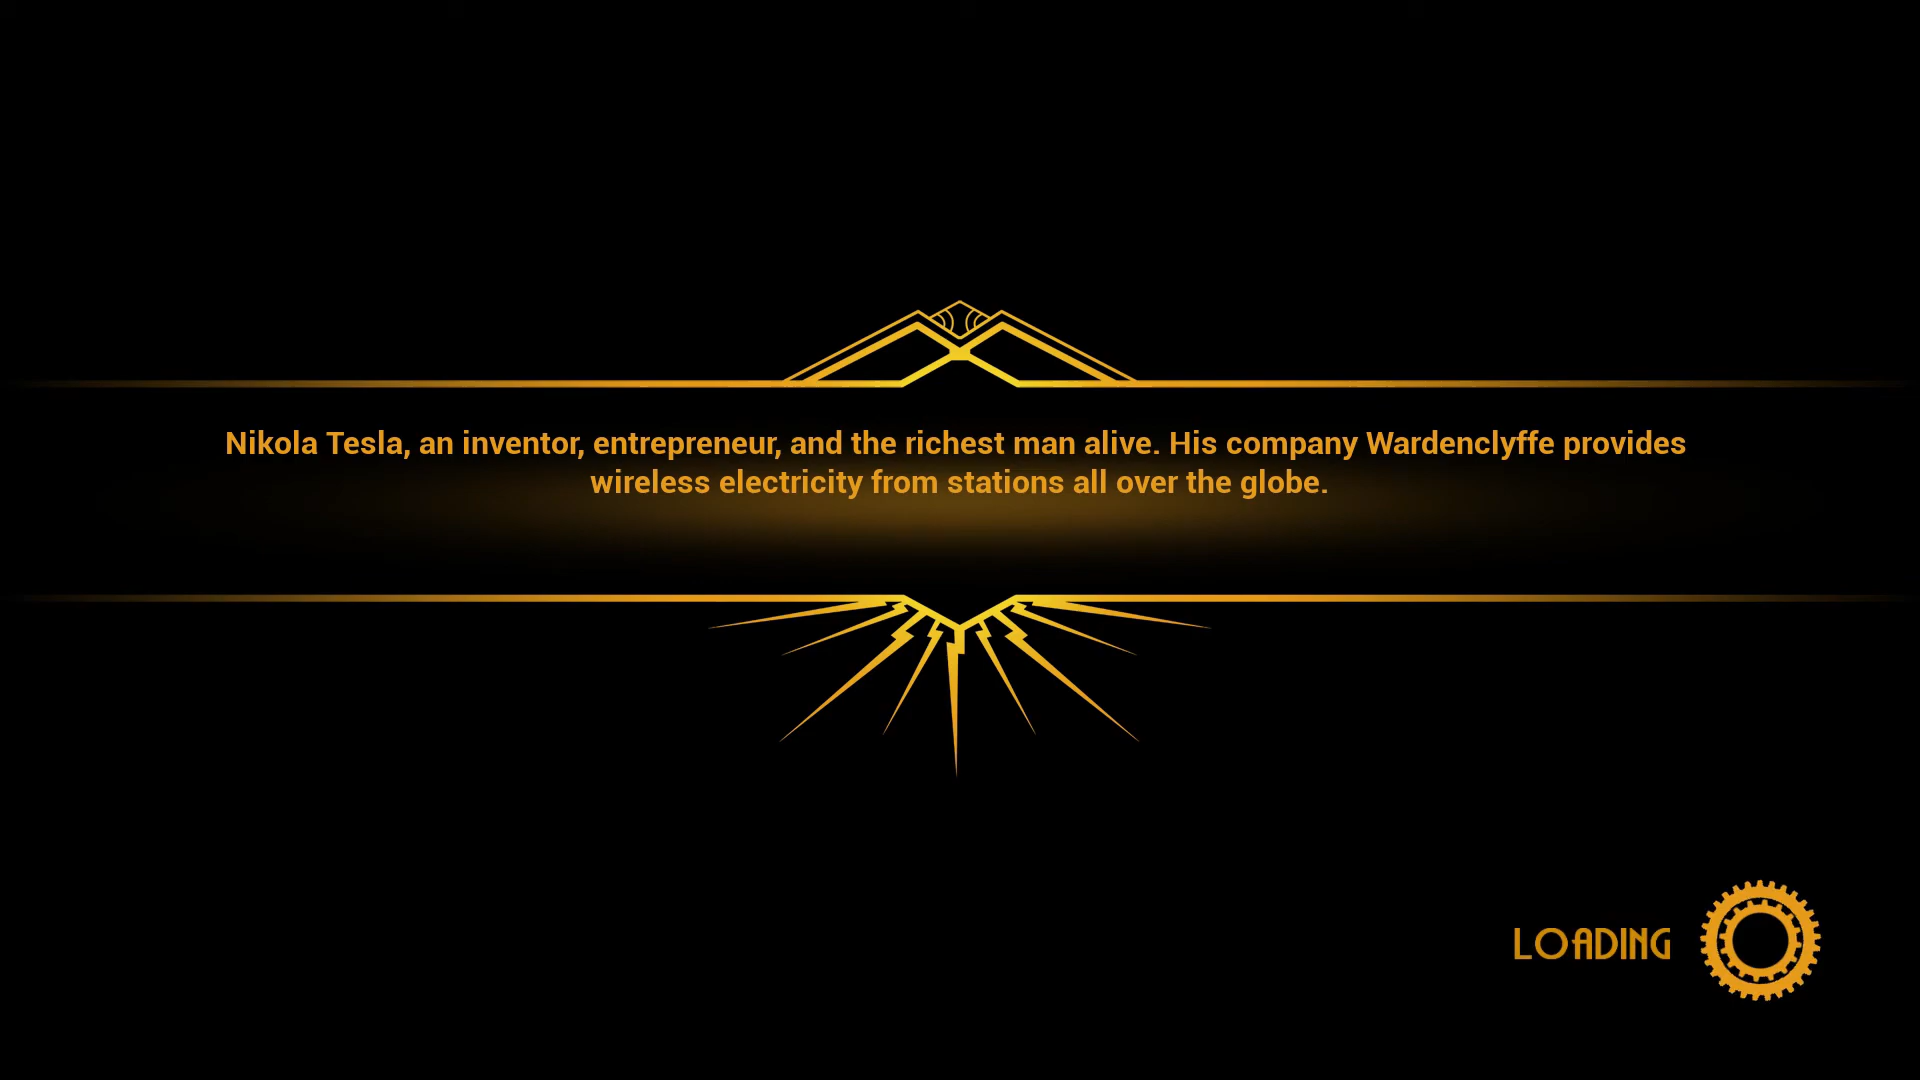 Nikola Tesla, an inventor, entrepreneur, and the richest man alive. His company Wardenclyffe provides
wireless electricity from stations all over the globe.
LOADING